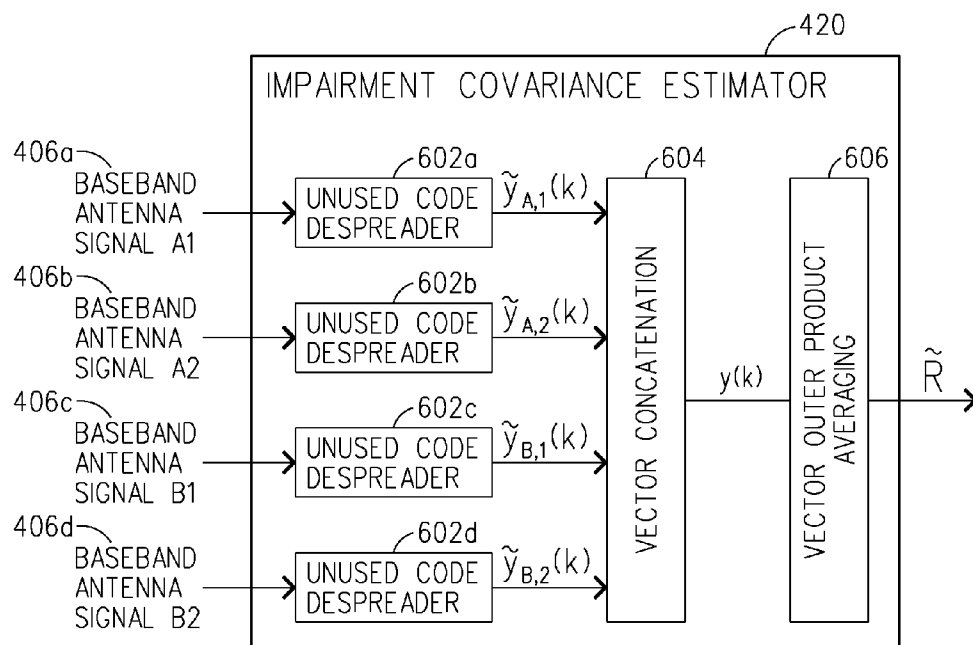 420
IMPAIRMENT COVARIANCE ESTIMATOR
406a
BASEBAND
ANTENNA
SIGNAL A1
602a
UNUSED CODE
DESPREADER
ỹA,1(k)
604
606
406b
BASEBAND
ANTENNA
SIGNAL A2
602b
UNUSED CODE
DESPREADER
ỹA,2(k)
406c
BASEBAND
ANTENNA
SIGNAL B1
602c
UNUSED CODE
DESPREADER
ỹB,1(k)
406d
BASEBAND
ANTENNA
SIGNAL B2
602d
UNUSED CODE
DESPREADER
ỹB,2(k)
VECTOR CONCATENATION
y(k)
VECTOR OUTER PRODUCT
AVERAGING
R̃